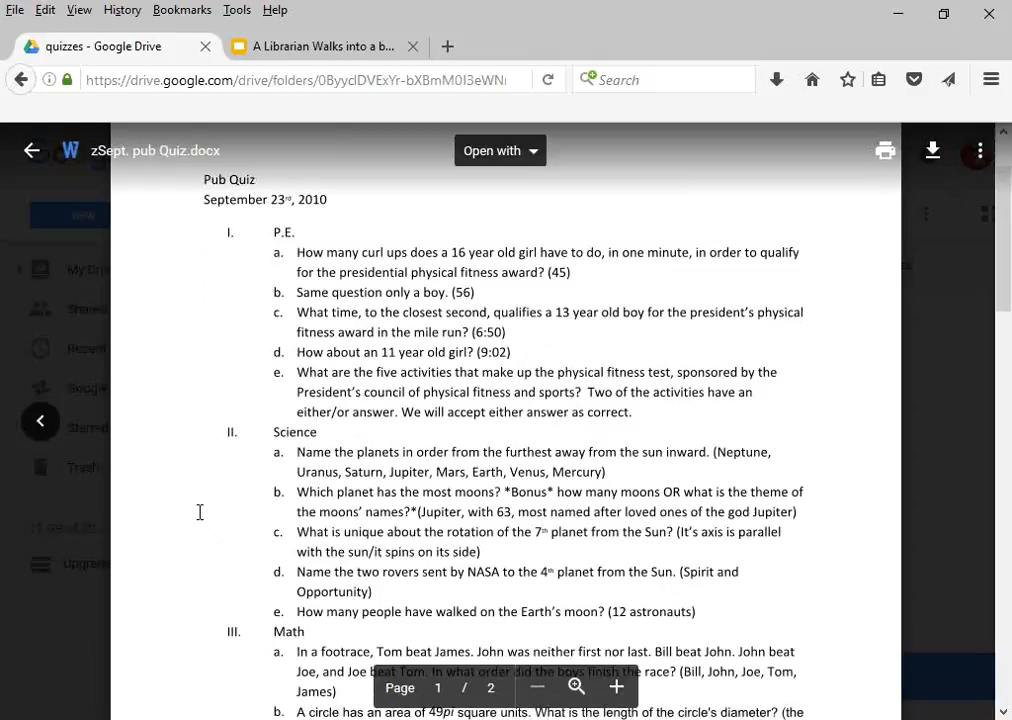 File Edit View History Bookmarks Tools Help
quizzes - Google Drive
A Librarian Walks into a b...
https://drive.google.com/drive/folders/0ByyclDVExYr-bXBmM0I3eWNı
Search
zSept. pub Quiz.docx
Open with
Pub Quiz
September 23rd, 2010
I. P.E.
a. How many curl ups does a 16 year old girl have to do, in one minute, in order to qualify
for the presidential physical fitness award? (45)
b. Same question only a boy. (56)
c. What time, to the closest second, qualifies a 13 year old boy for the president's physical
fitness award in the mile run? (6:50)
d. How about an 11 year old girl? (9:02)
e. What are the five activities that make up the physical fitness test, sponsored by the
President's council of physical fitness and sports? Two of the activities have an
either/or answer. We will accept either answer as correct.
II. Science
a. Name the planets in order from the furthest away from the sun inward. (Neptune,
Uranus, Saturn, Jupiter, Mars, Earth, Venus, Mercury)
b. Which planet has the most moons? *Bonus* how many moons OR what is the theme of
the moons' names?*(Jupiter, with 63, most named after loved ones of the god Jupiter)
c. What is unique about the rotation of the 7th planet from the Sun? (It's axis is parallel
with the sun/it spins on its side)
d. Name the two rovers sent by NASA to the 4th planet from the Sun. (Spirit and
Opportunity)
e. How many people have walked on the Earth's moon? (12 astronauts)
III. Math
a. In a footrace, Tom beat James. John was neither first nor last. Bill beat John. John beat
Joe, and Joe beat Tom. In what order did the boys finish the race? (Bill, John, Joe, Tom,
James)
b. A circle has an area of 49pi square units. What is the length of the circle's diameter? (the
Page 1 / 2
NEW
My Driv
Shared
Recent
Google
Starred
Trash
Upgrade